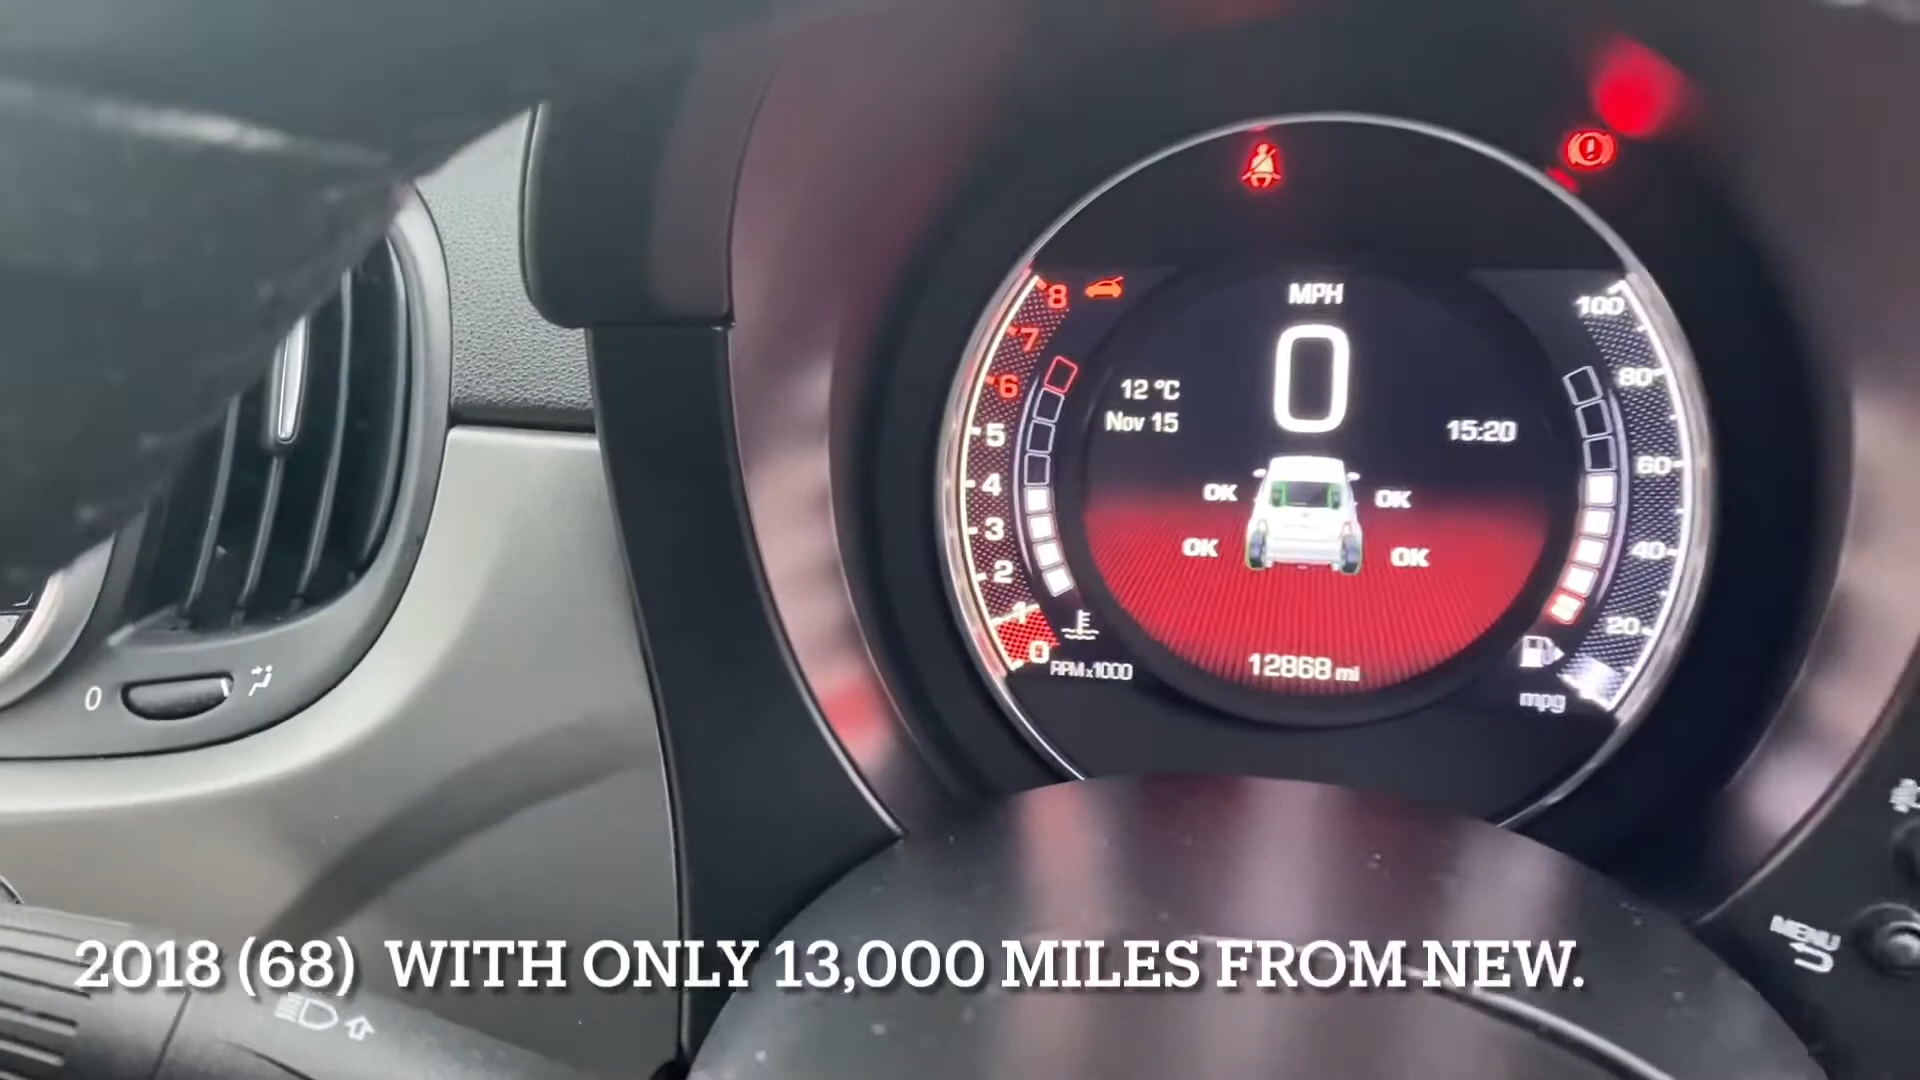 MPH
0
12 °C
Nov 15
15:20
OK
OK
OK
OK
12868 mi
8
7
6
5
4
3
2
1
0
RPM x1000
100
80
60
40
20
mpg
0
MENU
2018 (68) WITH ONLY 13,000 MILES FROM NEW.